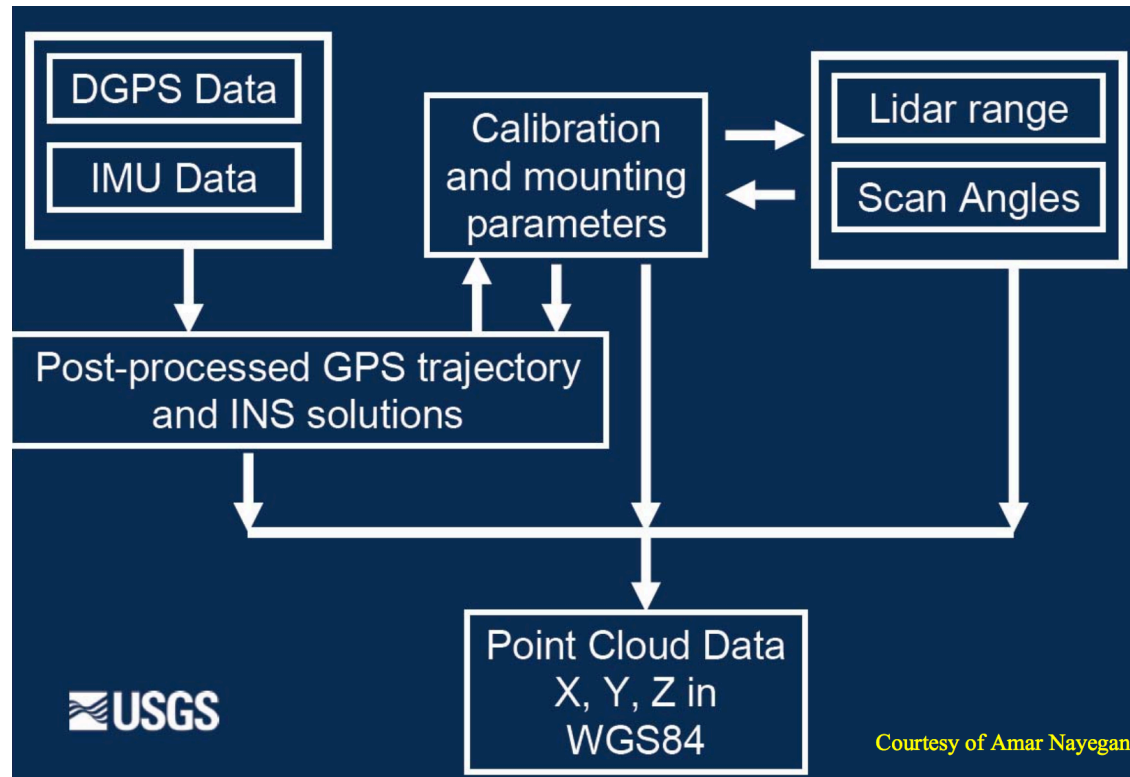 DGPS Data
IMU Data
Calibration
and mounting
parameters
Lidar range
Scan Angles
Post-processed GPS trajectory
and INS solutions
Point Cloud Data
X, Y, Z in
WGS84
USGS
Courtesy of Amar Nayegan